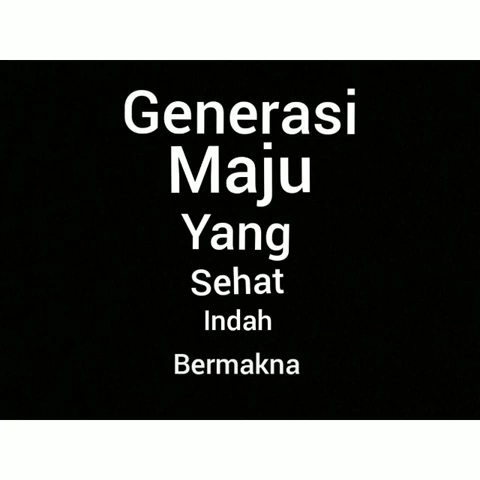 Generasi
Maju
Yang
Sehat
Indah
Bermakna